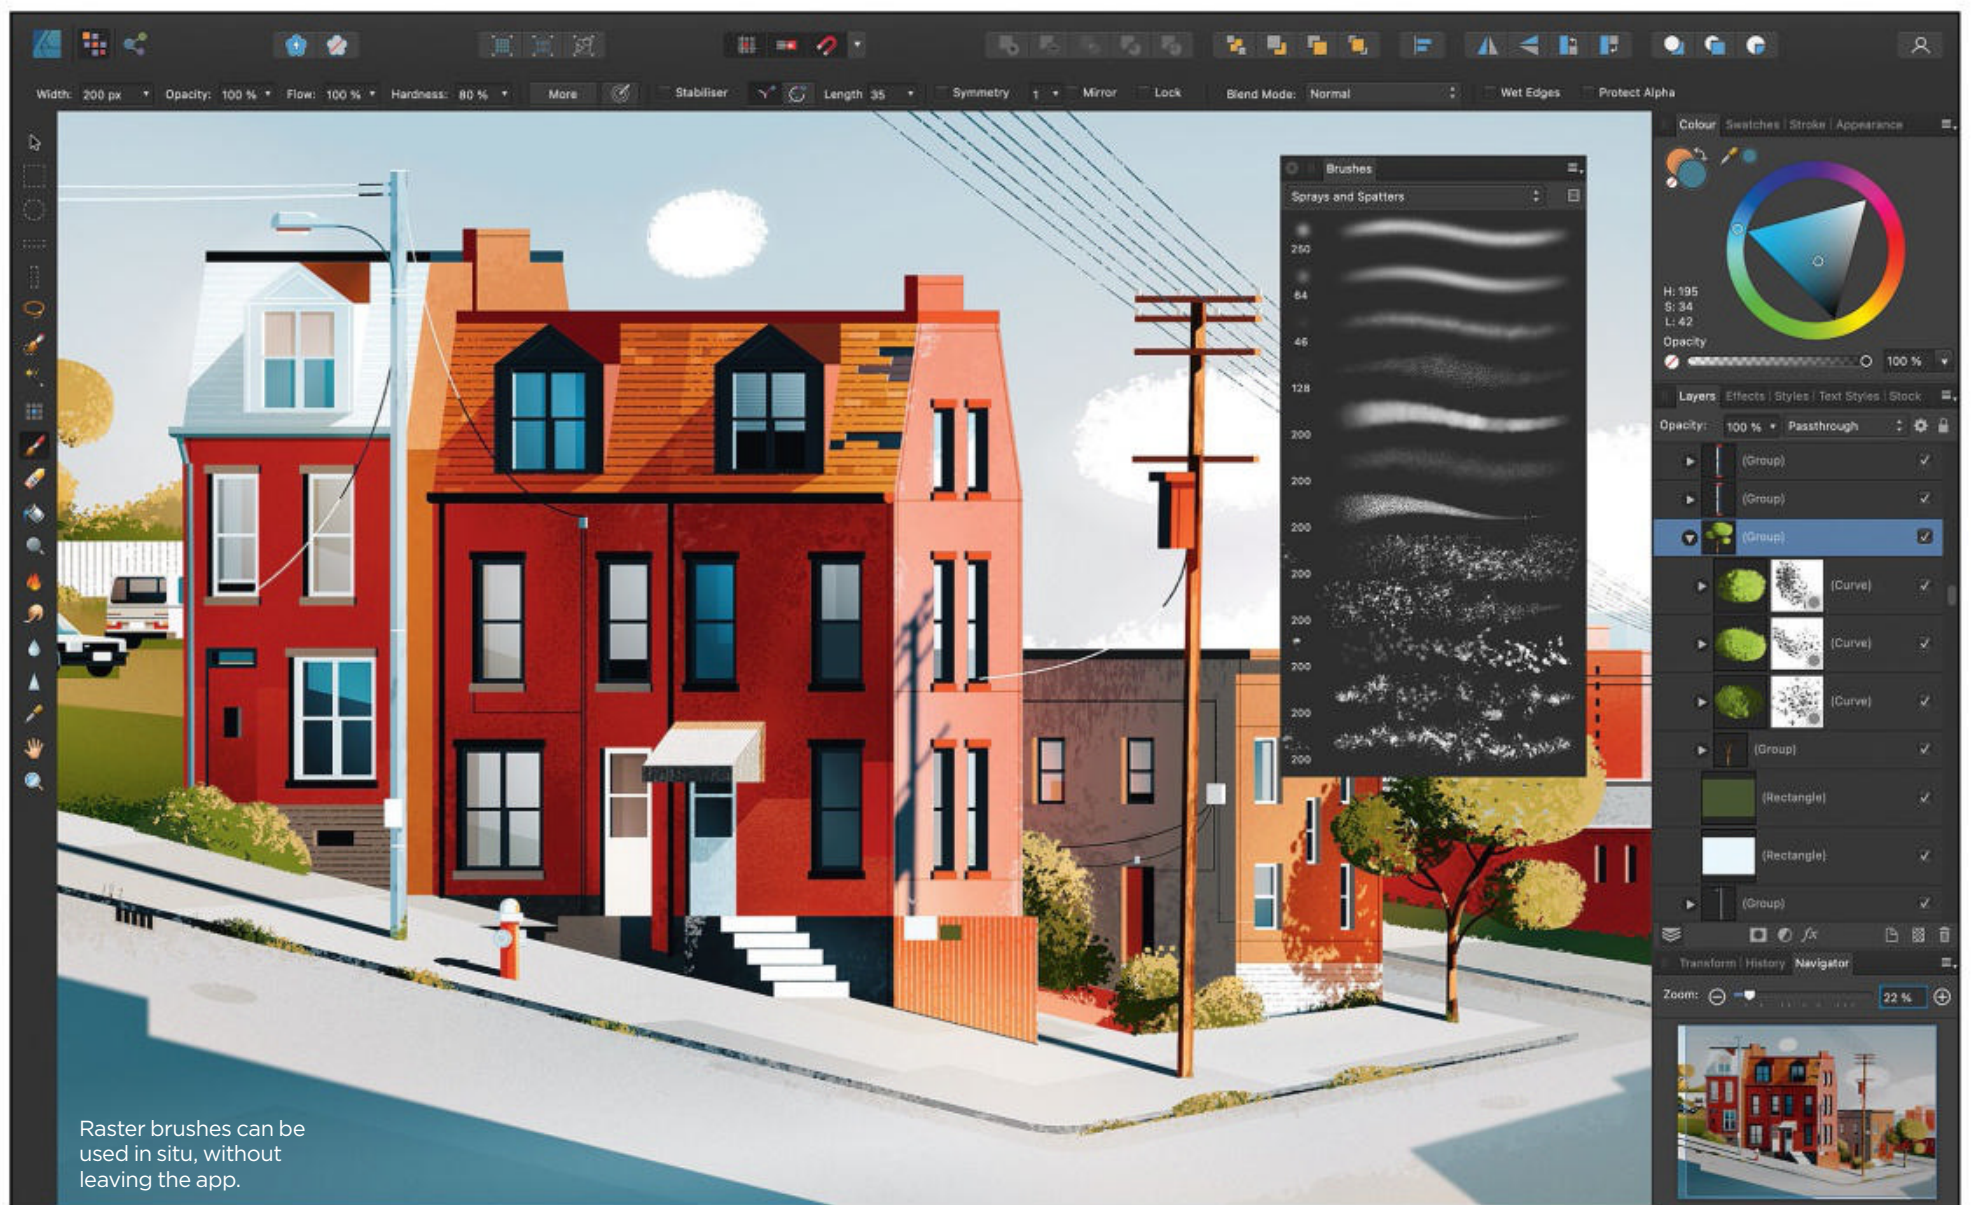 Width: 200 px Opacity: 100 % Flow: 100 % Hardness: 80 % More Stabiliser Length 35 Symmetry 1 Mirror Lock Blend Mode: Normal Wet Edges Protect Alpha
Colour Swatches Stroke Appearance
Brushes
Sprays and Spatters
250
64
46
128
200
200
200
200
200
200
200
200
H: 195
S: 34
L: 42
Opacity
100 %
Layers Effects Styles Text Styles Stock
Opacity: 100 % Passthrough
(Group)
(Group)
(Group)
(Curve)
(Curve)
(Curve)
(Group)
(Rectangle)
(Rectangle)
(Group)
fx
Transform History Navigator
Zoom: 22 %
Raster brushes can be
used in situ, without
leaving the app.